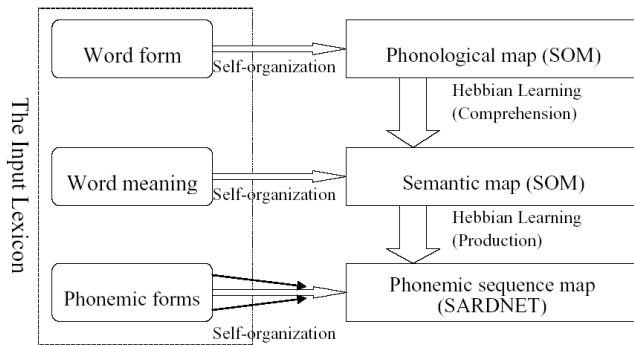 The Input Lexicon
Word form
Self-organization
Phonological map (SOM)
Hebbian Learning
(Comprehension)
Word meaning
Self-organization
Semantic map (SOM)
Hebbian Learning
(Production)
Phonemic forms
Self-organization
Phonemic sequence map
(SARDNET)